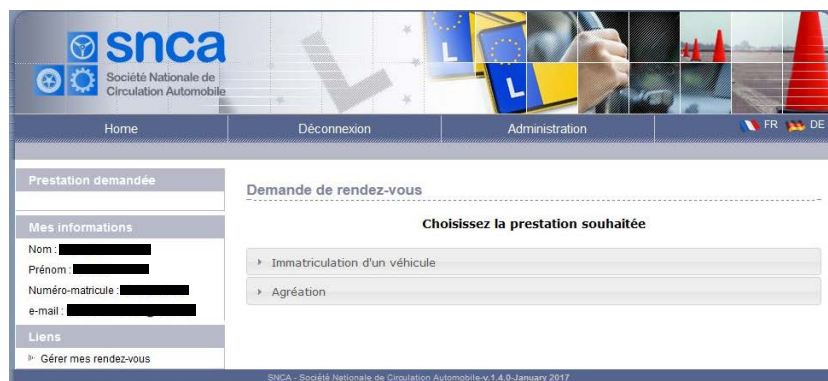 snca
Société Nationale de
Circulation Automobile
L
L
L
Home
Déconnexion
Administration
FR
DE
Prestation demandée
Mes informations
Nom :
Prénom :
Numéro-matricule :
e-mail :
Liens
Gérer mes rendez-vous
Demande de rendez-vous
Choisissez la prestation souhaitée
Immatriculation d'un véhicule
Agréation
SNCA - Société Nationale de Circulation Automobile-v.1.4.0-January 2017